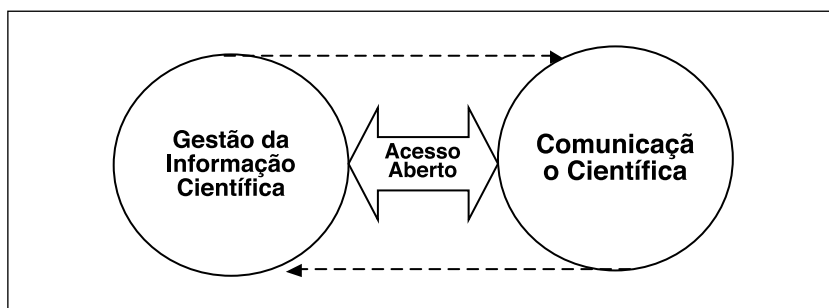 Gestão da
Informação
Científica
Acesso
Aberto
Comunicaçã
o Científica